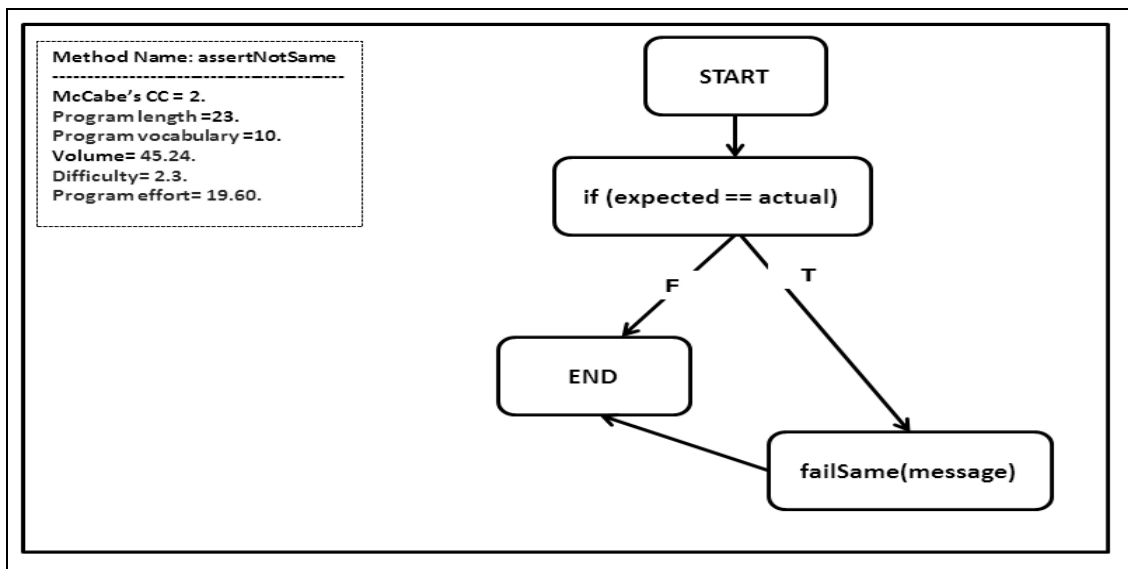 Method Name: assertNotSame
------------------------------------------
McCabe's CC = 2.
Program length =23.
Program vocabulary =10.
Volume= 45.24.
Difficulty= 2.3.
Program effort= 19.60.
START
if (expected == actual)
F
T
END
failSame(message)